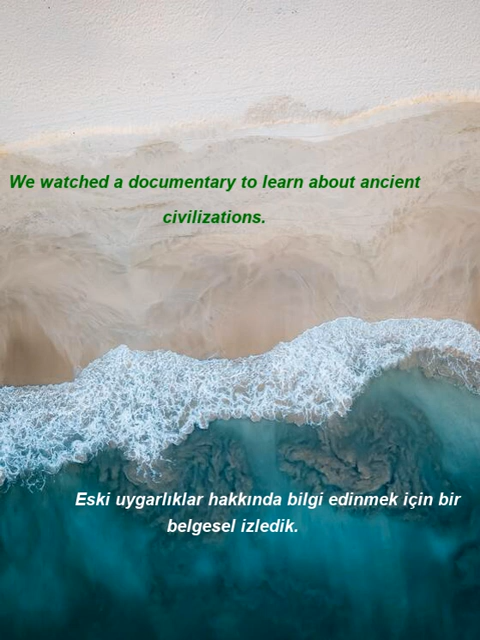 We watched a documentary to learn about ancient
civilizations.
Eski uygarlıklar hakkında bilgi edinmek için bir
belgesel izledik.